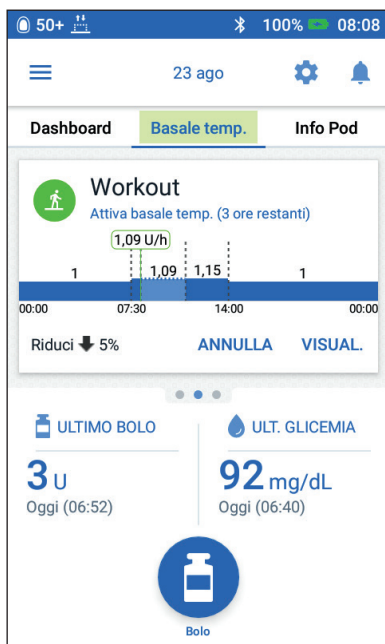 50+ 100% 08:08
23 ago
Dashboard Basale temp. Info Pod
Workout
Attiva basale temp. (3 ore restanti)
1,09 U/h
1 1,09 1,15 1
00:00 07:30 14:00 00:00
Riduci 5% ANNULLA VISUAL.
ULTIMO BOLO ULT. GLICEMIA
3 U 92 mg/dL
Oggi (06:52) Oggi (06:40)
Bolo